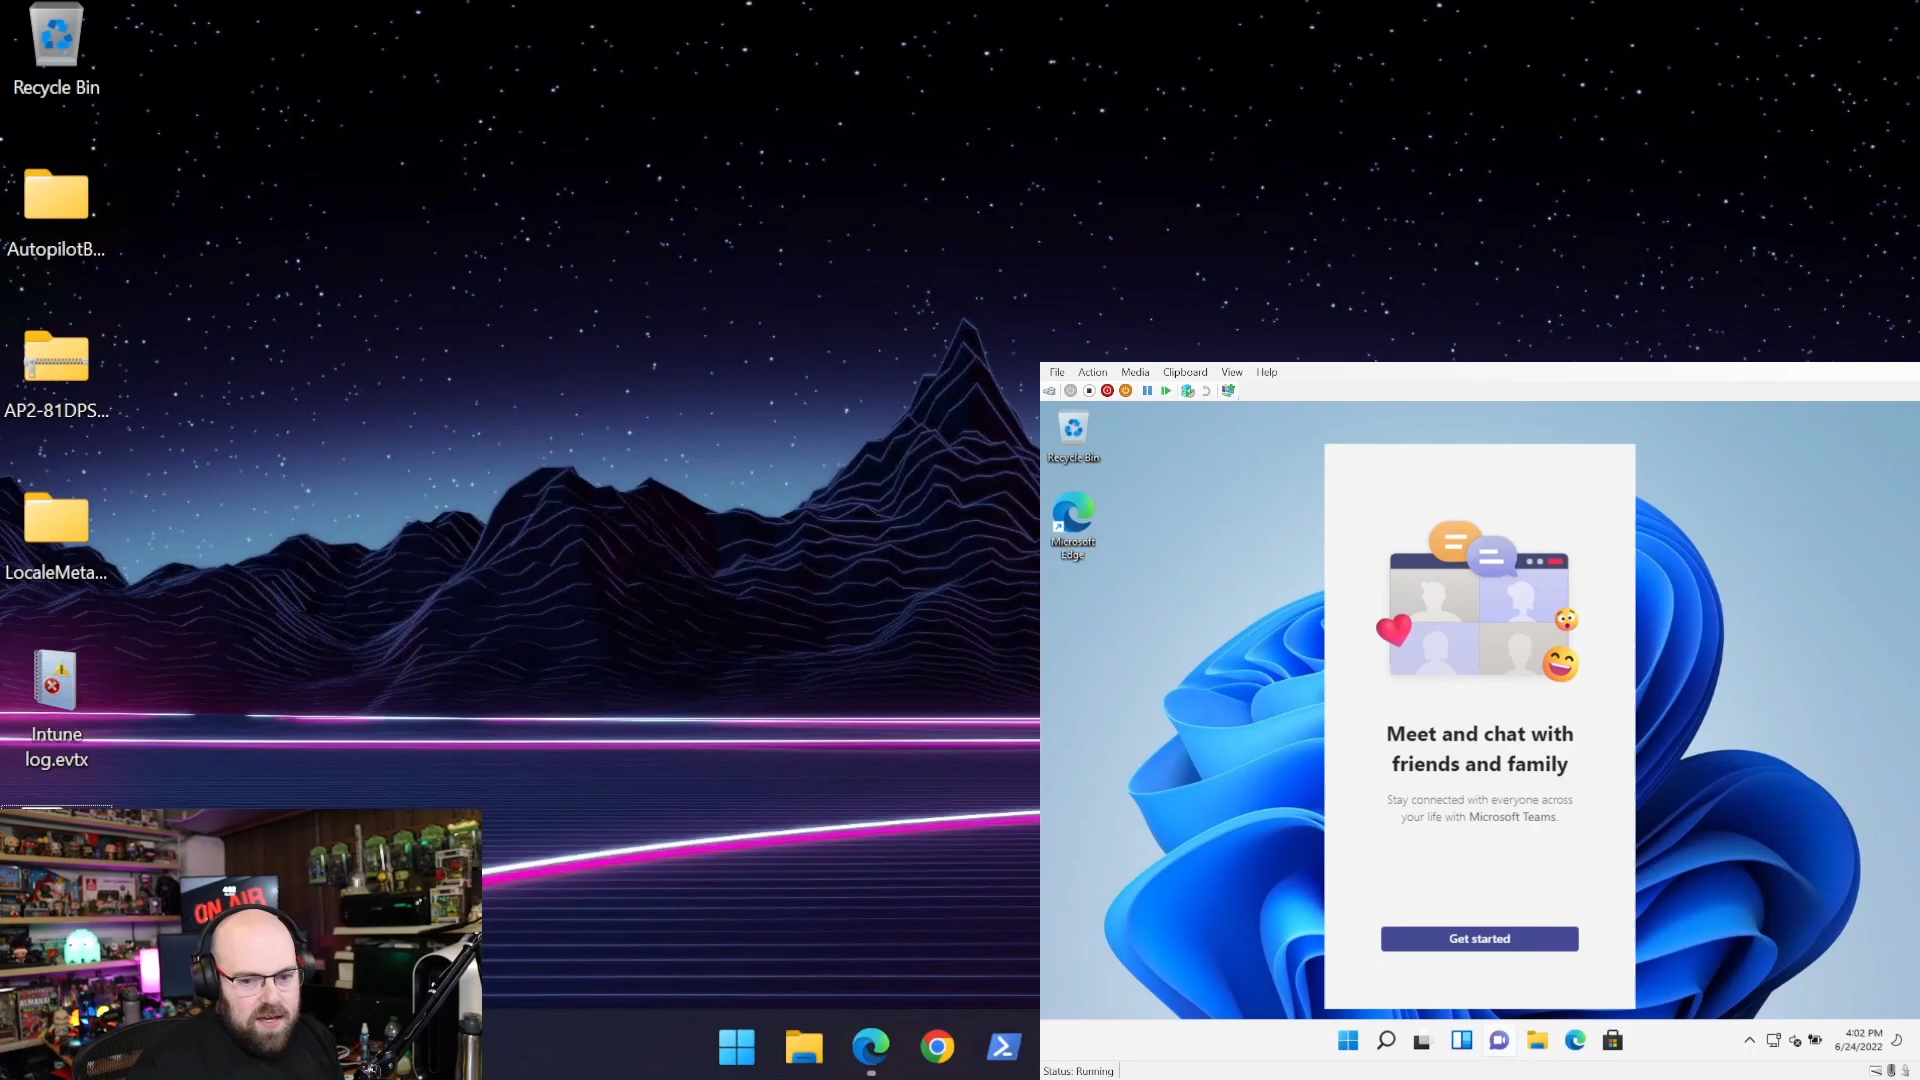 Recycle Bin
AutopilotB...
AP2-81DPS...
LocaleMeta...
Intune
log.evtx
ON AIR
File Action Media Clipboard View Help
Recycle Bin
Microsoft
Edge
Meet and chat with
friends and family
Stay connected with everyone across
your life with Microsoft Teams.
Get started
4:02 PM
6/24/2022
Status: Running